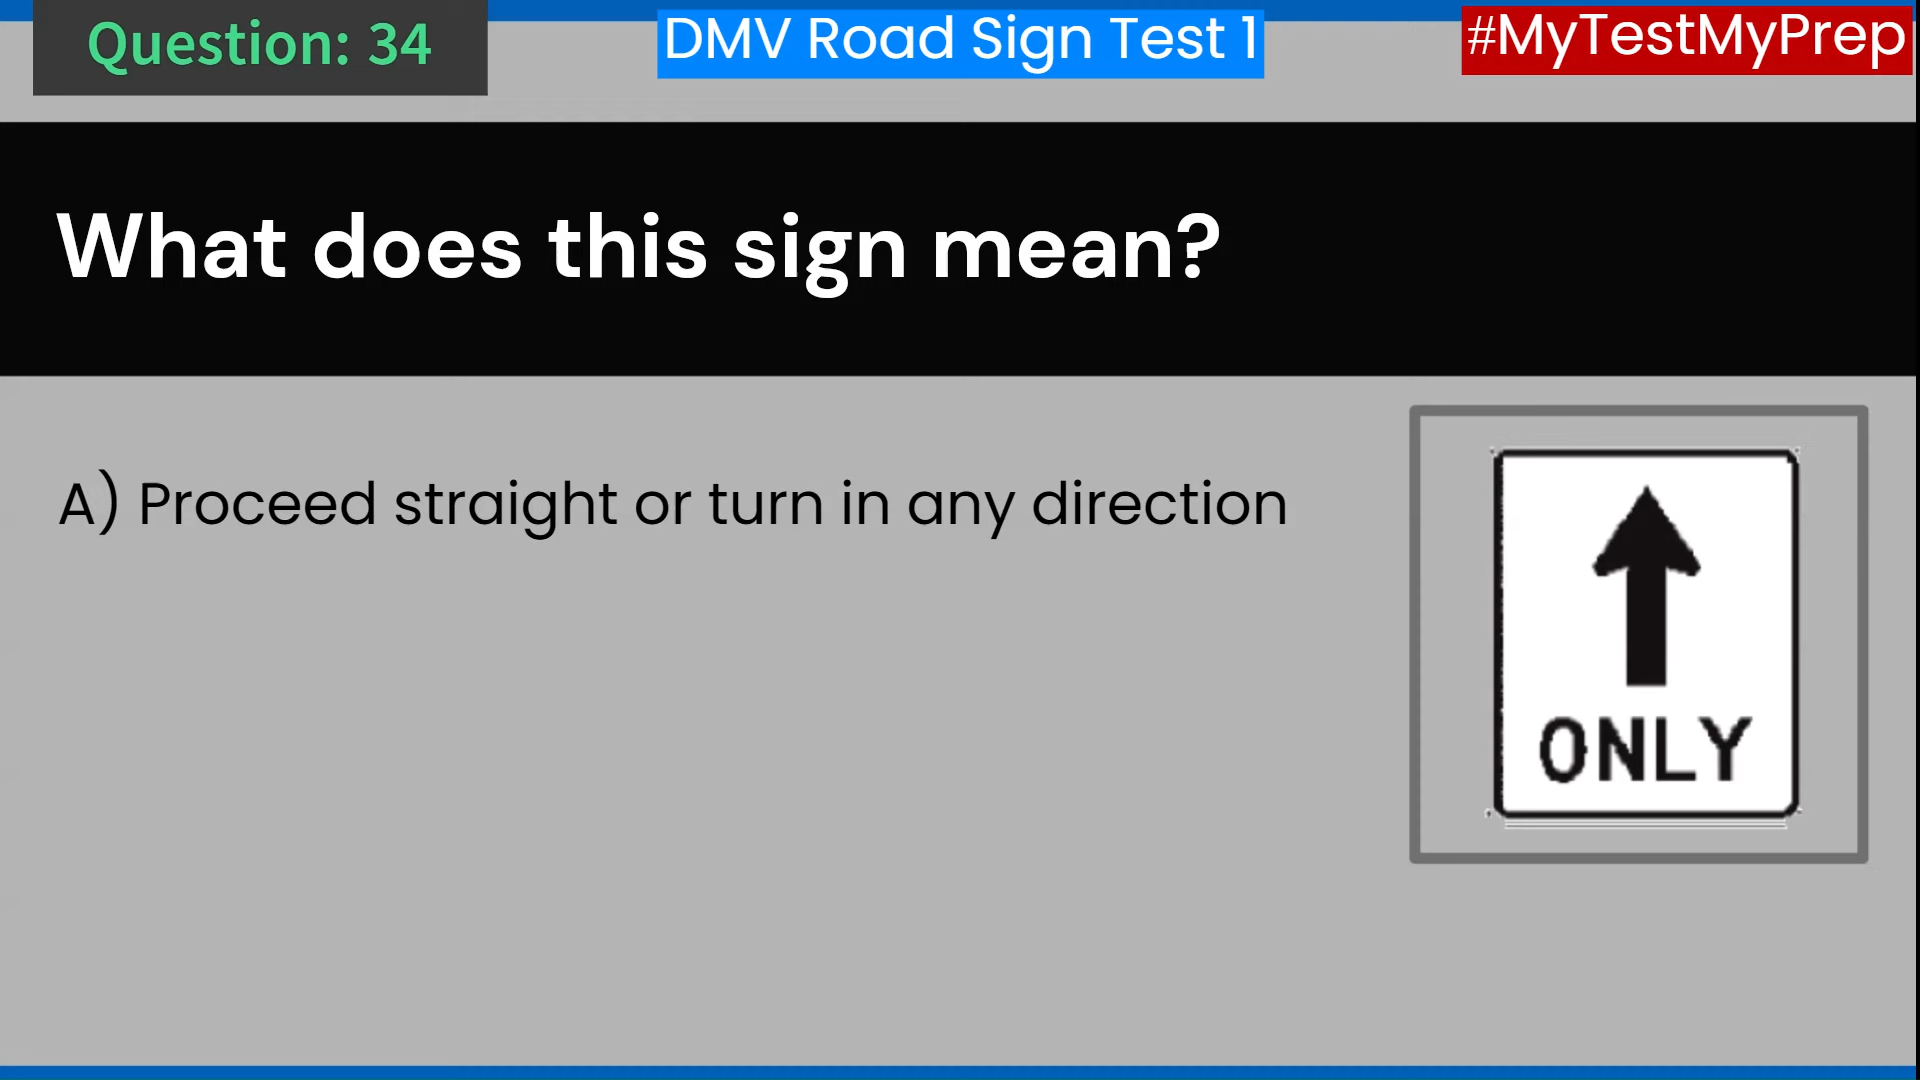 Question: 34
DMV Road Sign Test 1
#MyTestMyPrep
What does this sign mean?
A) Proceed straight or turn in any direction
ONLY